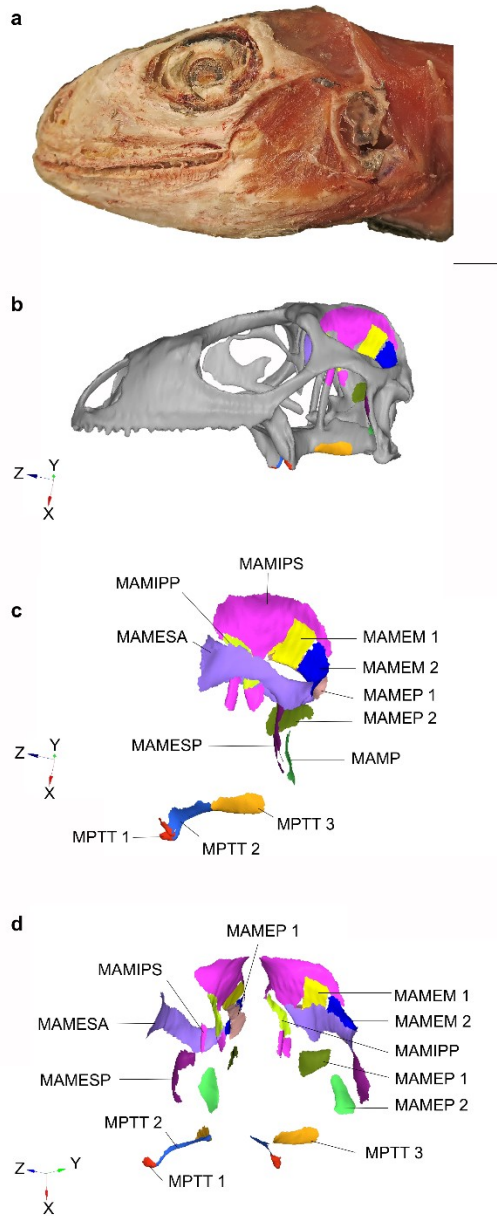 a
b
Z
Y
X
c
MAMIPS
MAMIPP
MAMESA
MAMEM 1
MAMEM 2
MAMEP 1
MAMEP 2
MAMESP
MAMP
Z
Y
X
MPTT 3
MPTT 1
MPTT 2
d
MAMEP 1
MAMIPS
MAMEM 1
MAMESA
MAMEM 2
MAMIPP
MAMESP
MAMEP 1
MAMEP 2
MPTT 2
MPTT 3
MPTT 1
Z
Y
X